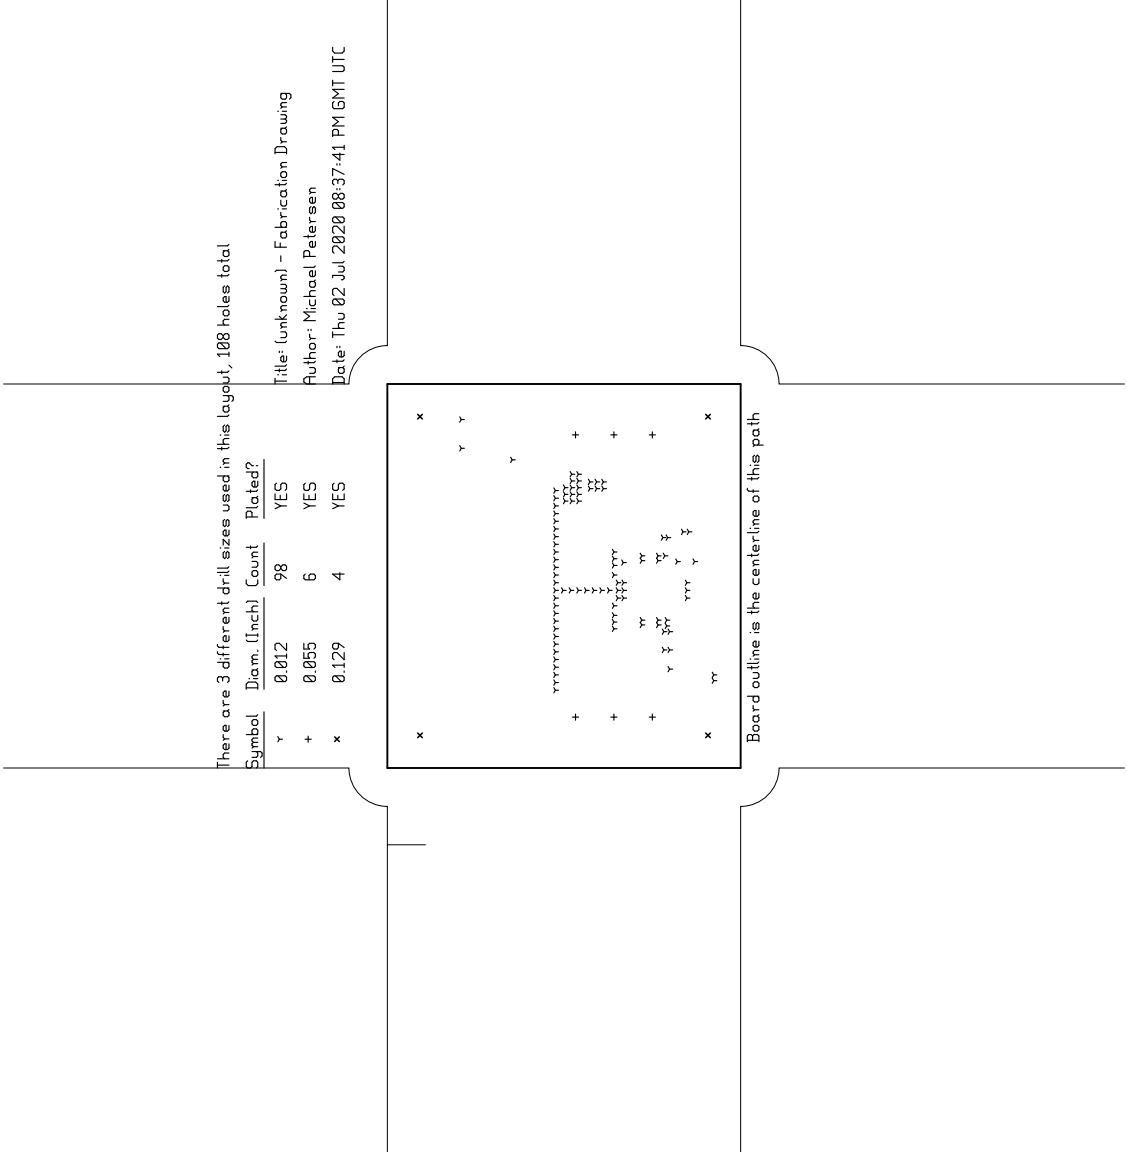 There are 3 different drill sizes used in this layout, 108 holes total
Symbol Diam. (Inch) Count Plated?
0.012 98 YES
0.055 6 YES
0.129 4 YES
Title: (unknown) - Fabrication Drawing
Author: Michael Petersen
Date: Thu 02 Jul 2020 08:37:41 PM GMT UTC
Board outline is the centerline of this path